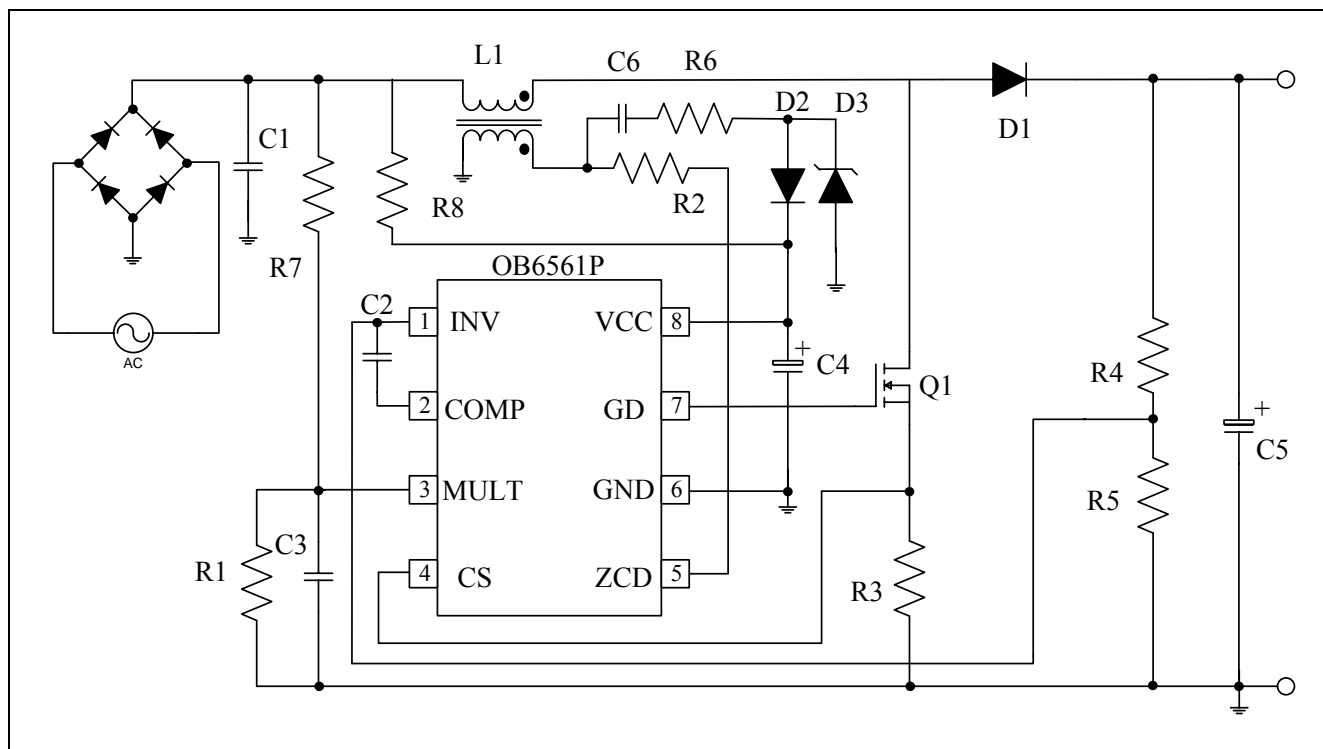 L1
C6
R6
D2
D3
D1
C1
R8
R2
R7
AC
OB6561P
C2
1
INV
VCC
8
C4
+
2
COMP
GD
7
Q1
R4
+
C5
3
MULT
GND
6
R5
R1
C3
4
CS
ZCD
5
R3